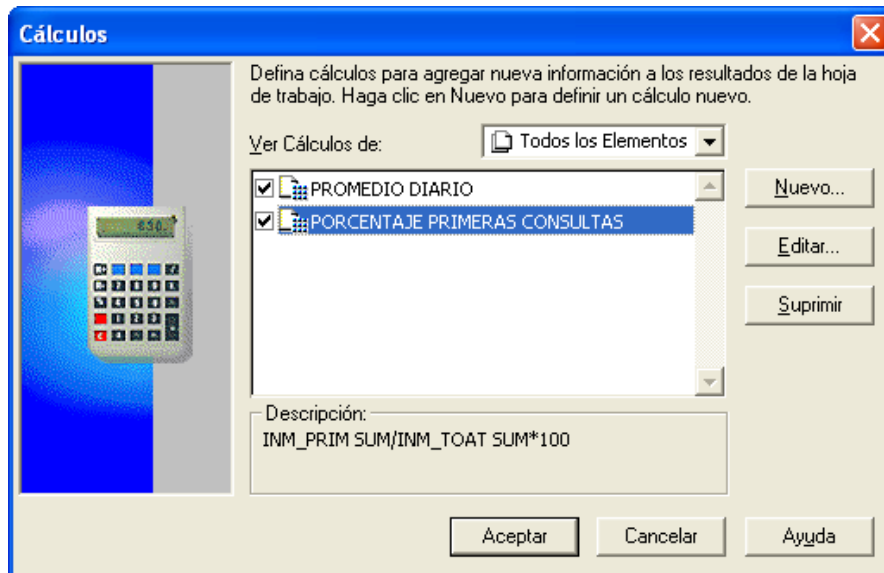 Cálculos
Defina cálculos para agregar nueva información a los resultados de la hoja
de trabajo. Haga clic en Nuevo para definir un cálculo nuevo.
Ver Cálculos de:
Todos los Elementos
PROMEDIO DIARIO
PORCENTAJE PRIMERAS CONSULTAS
Nuevo...
Editar...
Suprimir
Descripción:
INM_PRIM SUM/INM_TOAT SUM*100
Aceptar
Cancelar
Ayuda